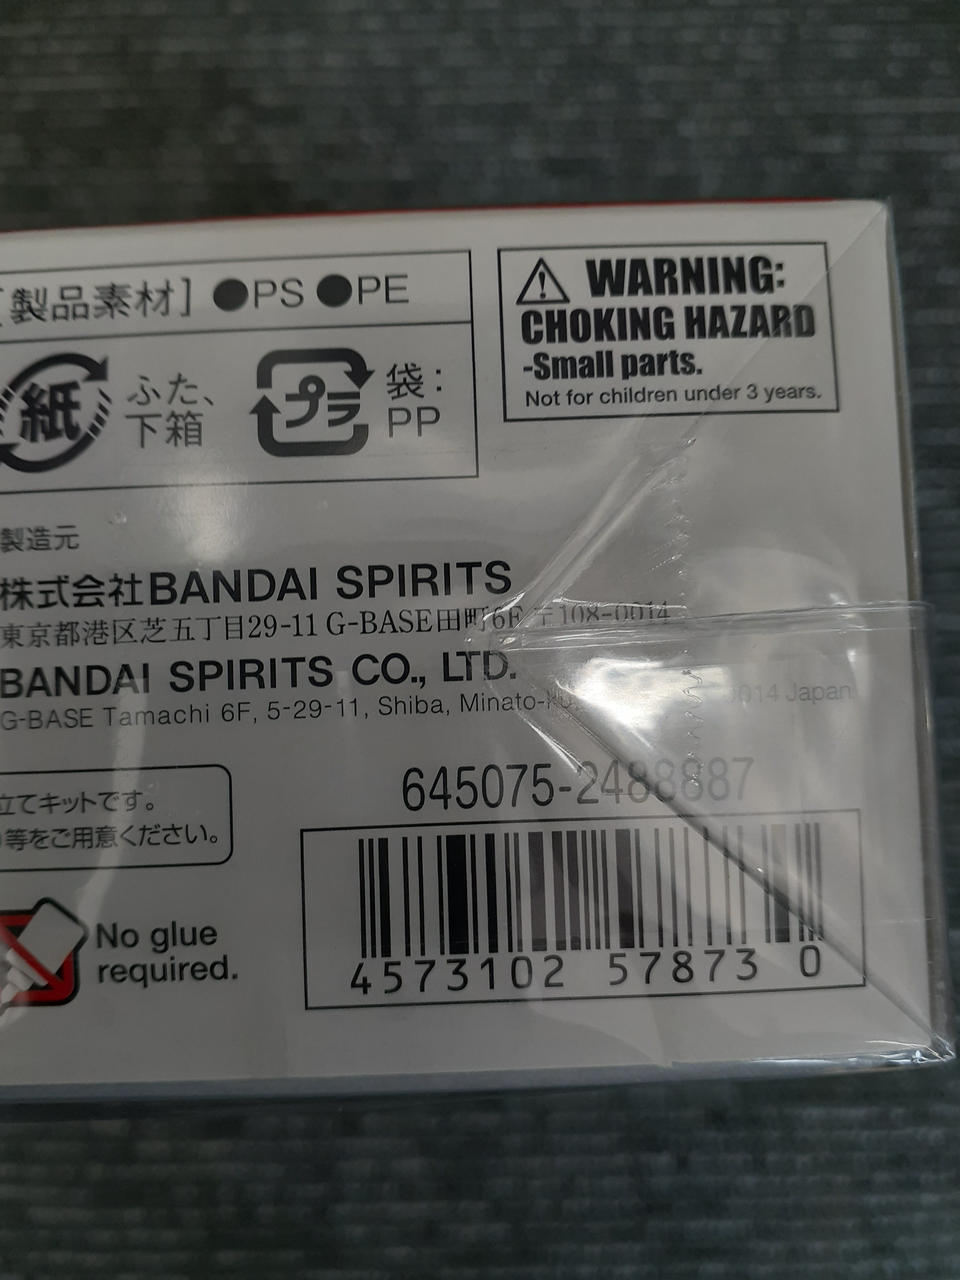 [製品素材] ●PS ●PE
WARNING:
CHOKING HAZARD
-Small parts.
Not for children under 3 years.
紙
ふた、
下箱
プラ
袋:
PP
製造元
株式会社BANDAI SPIRITS
東京都港区芝五丁目29-11 G-BASE田町6F 〒108-0014
BANDAI SPIRITS CO., LTD.
G-BASE Tamachi 6F, 5-29-11, Shiba, Minato-ku, Japan
645075-2488887
立てキットです。
等をご用意ください。
No glue
required.
4573102 57873 0